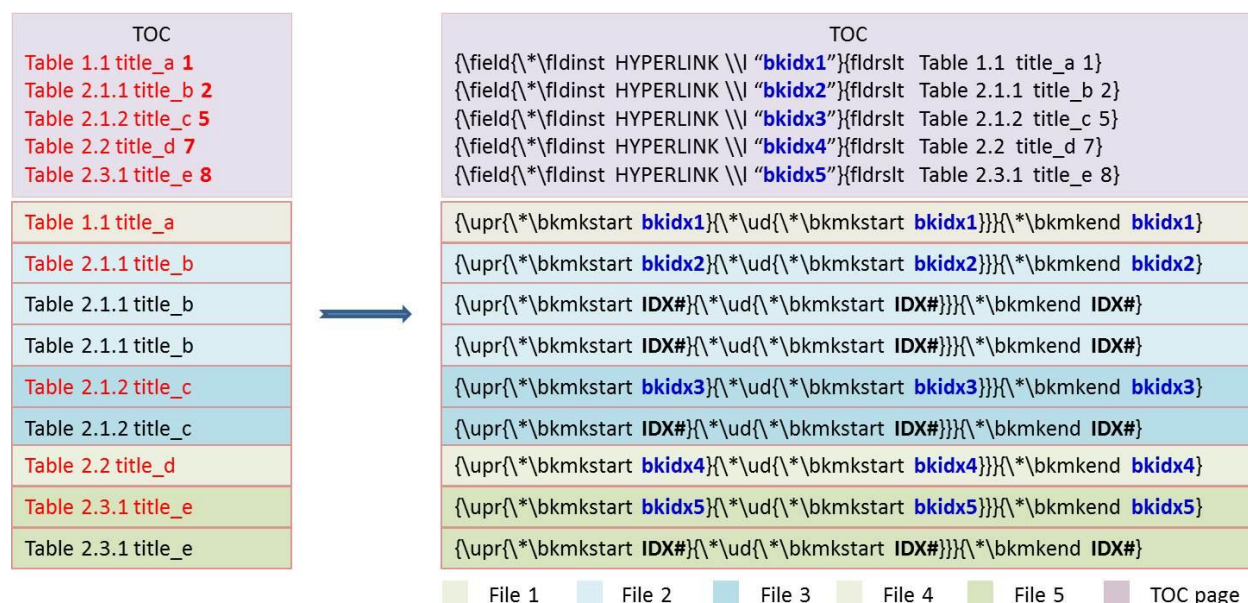 TOC
Table 1.1 title_a 1
Table 2.1.1 title_b 2
Table 2.1.2 title_c 5
Table 2.2 title_d 7
Table 2.3.1 title_e 8
Table 1.1 title_a
Table 2.1.1 title_b
Table 2.1.1 title_b
Table 2.1.1 title_b
Table 2.1.2 title_c
Table 2.1.2 title_c
Table 2.2 title_d
Table 2.3.1 title_e
Table 2.3.1 title_e
TOC
{\field{\*\fldinst HYPERLINK \\l “bkidx1”}{fldrslt Table 1.1 title_a 1}
{\field{\*\fldinst HYPERLINK \\l “bkidx2”}{fldrslt Table 2.1.1 title_b 2}
{\field{\*\fldinst HYPERLINK \\l “bkidx3”}{fldrslt Table 2.1.2 title_c 5}
{\field{\*\fldinst HYPERLINK \\l “bkidx4”}{fldrslt Table 2.2 title_d 7}
{\field{\*\fldinst HYPERLINK \\l “bkidx5”}{fldrslt Table 2.3.1 title_e 8}
{\upr{\*\bkmkstart bkidx1}{\*\ud{\*\bkmkstart bkidx1}}}{\*\bkmkend bkidx1}
{\upr{\*\bkmkstart bkidx2}{\*\ud{\*\bkmkstart bkidx2}}}{\*\bkmkend bkidx2}
{\upr{\*\bkmkstart IDX#}{\*\ud{\*\bkmkstart IDX#}}}{\*\bkmkend IDX#}
{\upr{\*\bkmkstart IDX#}{\*\ud{\*\bkmkstart IDX#}}}{\*\bkmkend IDX#}
{\upr{\*\bkmkstart bkidx3}{\*\ud{\*\bkmkstart bkidx3}}}{\*\bkmkend bkidx3}
{\upr{\*\bkmkstart IDX#}{\*\ud{\*\bkmkstart IDX#}}}{\*\bkmkend IDX#}
{\upr{\*\bkmkstart bkidx4}{\*\ud{\*\bkmkstart bkidx4}}}{\*\bkmkend bkidx4}
{\upr{\*\bkmkstart bkidx5}{\*\ud{\*\bkmkstart bkidx5}}}{\*\bkmkend bkidx5}
{\upr{\*\bkmkstart IDX#}{\*\ud{\*\bkmkstart IDX#}}}{\*\bkmkend IDX#}
File 1 File 2 File 3 File 4 File 5 TOC page